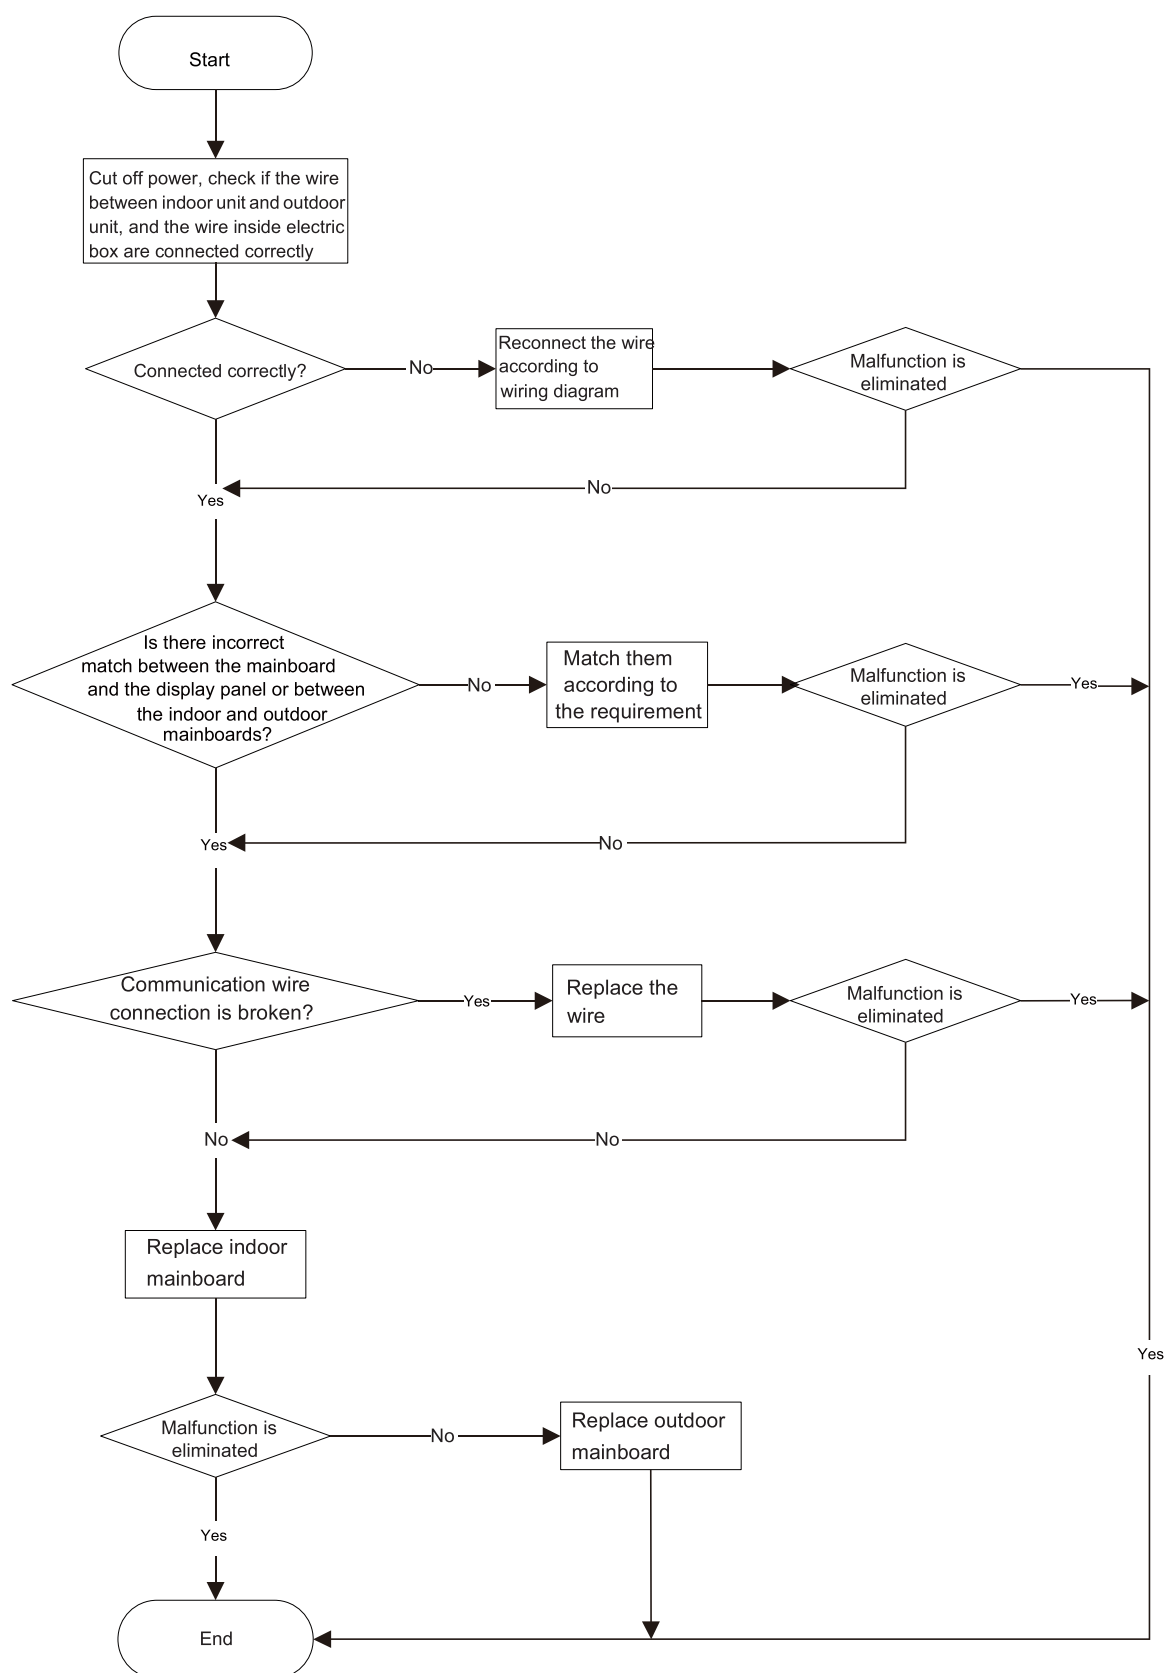 Start
Cut off power, check if the wire
between indoor unit and outdoor
unit, and the wire inside electric
box are connected correctly
Connected correctly?
No
Reconnect the wire
according to
wiring diagram
Malfunction is
eliminated
No
Yes
Is there incorrect
match between the mainboard
and the display panel or between
the indoor and outdoor
mainboards?
No
Match them
according to
the requirement
Malfunction is
eliminated
Yes
No
Yes
Communication wire
connection is broken?
Yes
Replace the
wire
Malfunction is
eliminated
Yes
No
No
Replace indoor
mainboard
Yes
Malfunction is
eliminated
No
Replace outdoor
mainboard
Yes
End